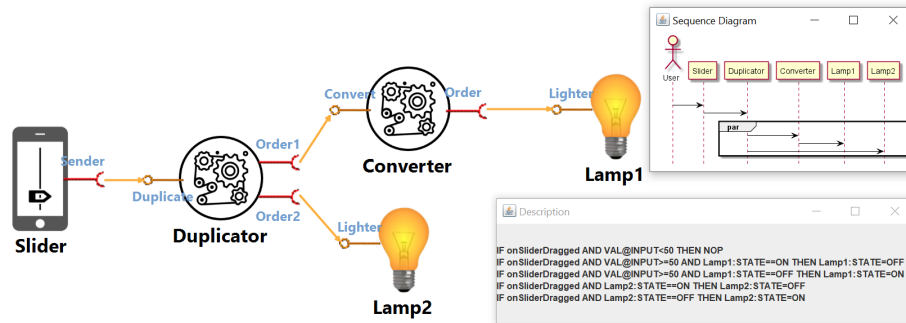 Sender
Slider
Duplicate
Duplicator
Order1
Order2
Convert
Converter
Order
Lighter
Lamp1
Lighter
Lamp2
Sequence Diagram
User
Slider
Duplicator
Converter
Lamp1
Lamp2
par
Description
IF onSliderDragged AND VAL@INPUT<50 THEN NOP
IF onSliderDragged AND VAL@INPUT>=50 AND Lamp1:STATE==ON THEN Lamp1:STATE=OFF
IF onSliderDragged AND VAL@INPUT>=50 AND Lamp1:STATE==OFF THEN Lamp1:STATE=ON
IF onSliderDragged AND Lamp2:STATE==ON THEN Lamp2:STATE=OFF
IF onSliderDragged AND Lamp2:STATE==OFF THEN Lamp2:STATE=ON